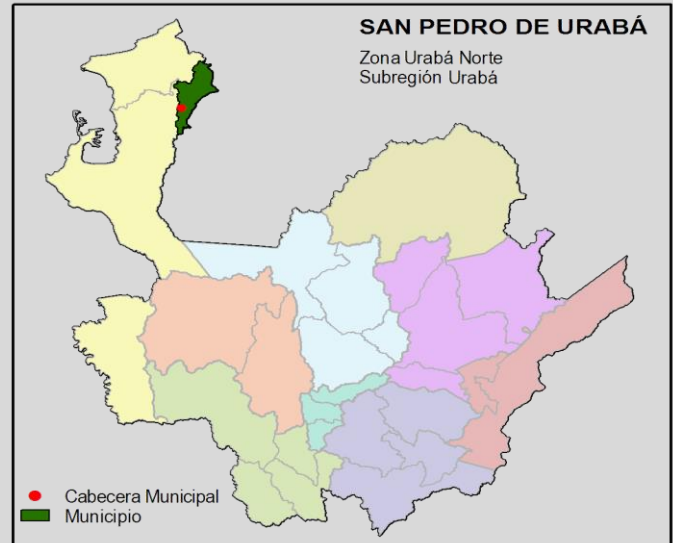 SAN PEDRO DE URABÁ
Zona Urabá Norte
Subregión Urabá
Cabecera Municipal
Municipio